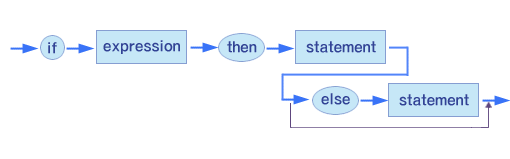 if expression then statement
else statement